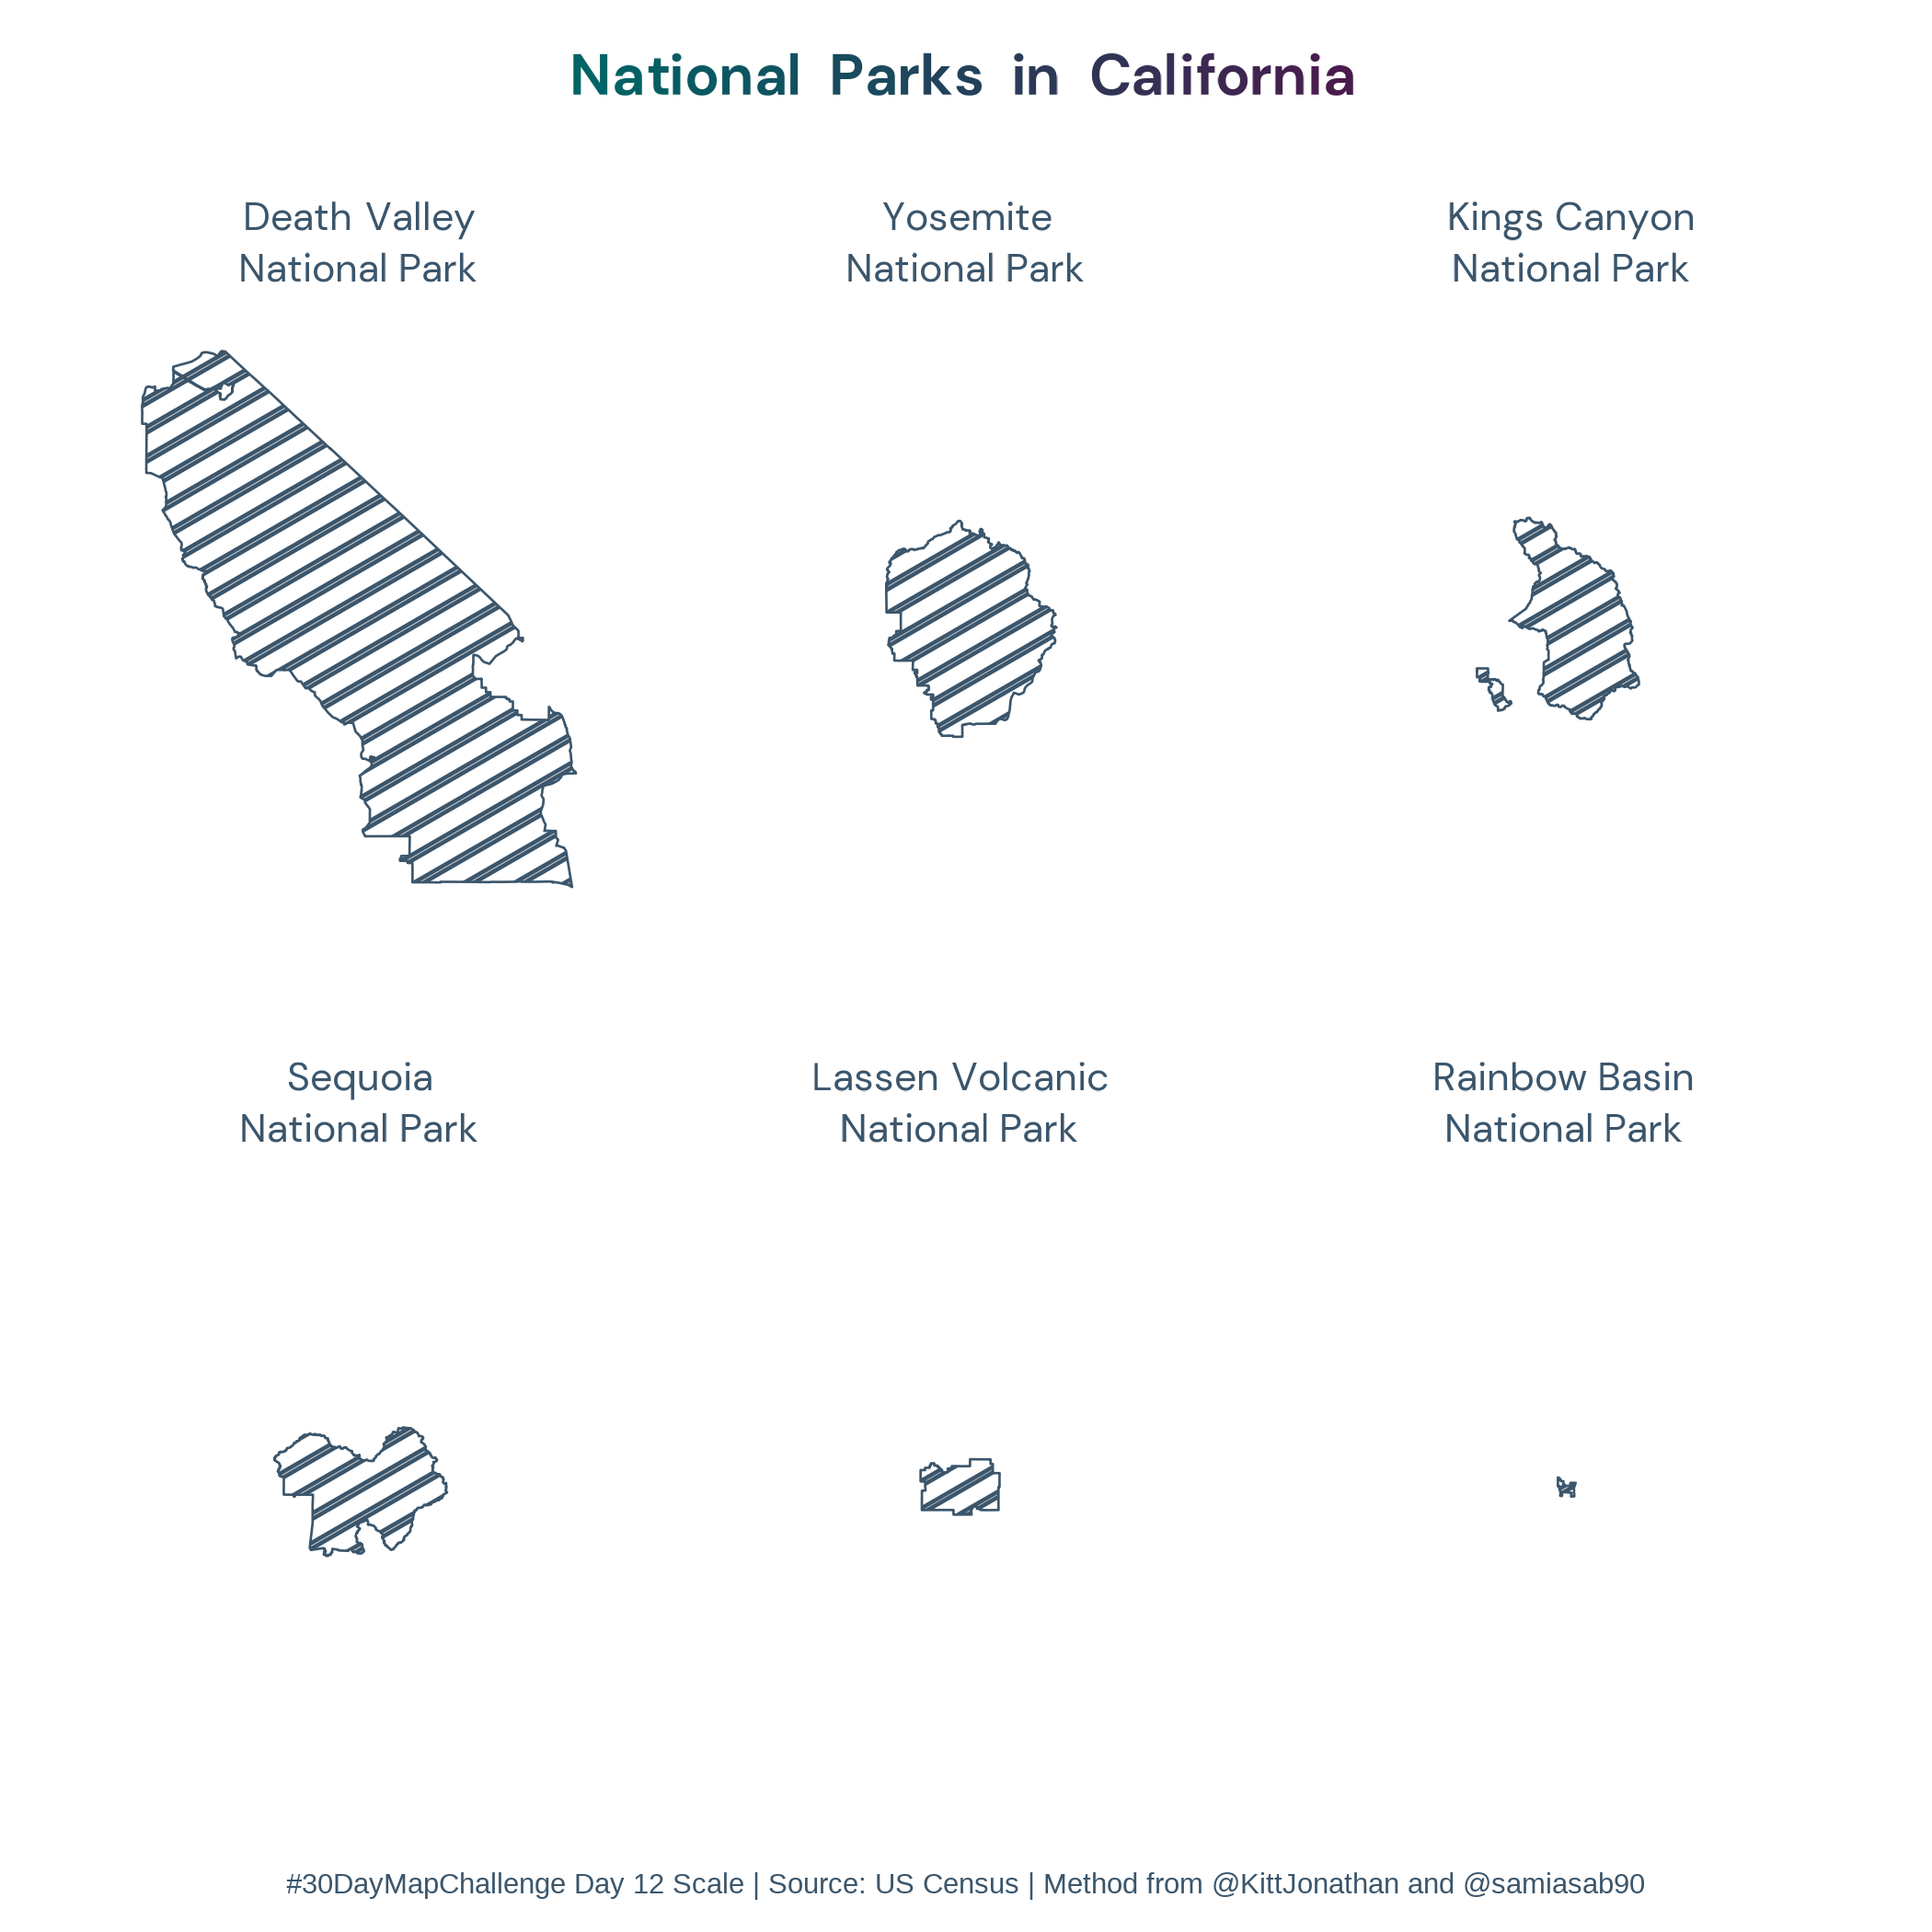 National Parks in California
Death Valley
National Park
Yosemite
National Park
Kings Canyon
National Park
Sequoia
National Park
Lassen Volcanic
National Park
Rainbow Basin
National Park
#30DayMapChallenge Day 12 Scale | Source: US Census | Method from @KittJonathan and @samiasab90